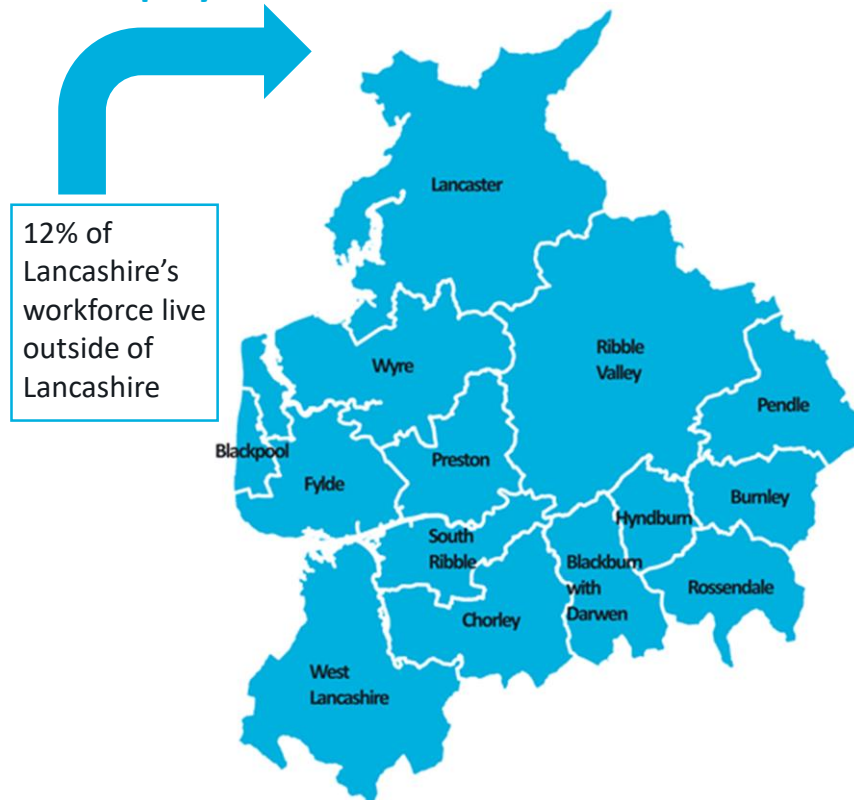 12% of
Lancashire’s
workforce live
outside of
Lancashire
Lancaster
Wyre
Ribble
Valley
Pendle
Blackpool
Fylde
Preston
Burnley
Hyndburn
South
Ribble
Blackburn
with
Darwen
Rossendale
Chorley
West
Lancashire